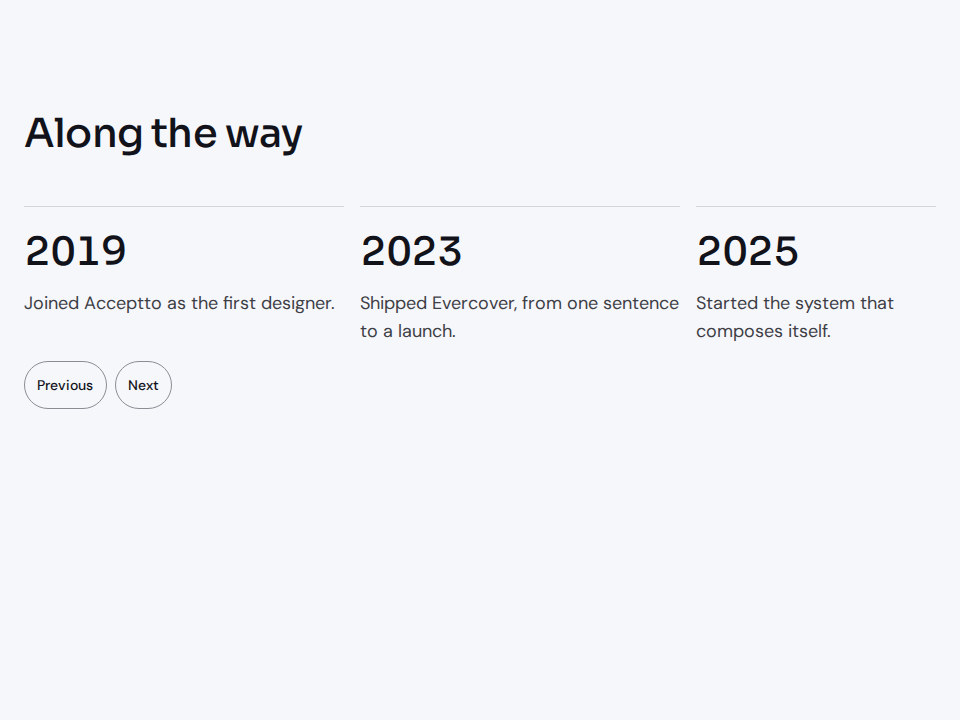 Along the way
2019
Joined Acceptto as the first designer.
2023
Shipped Evercover, from one sentence
to a launch.
2025
Started the system that
composes itself.
Previous
Next